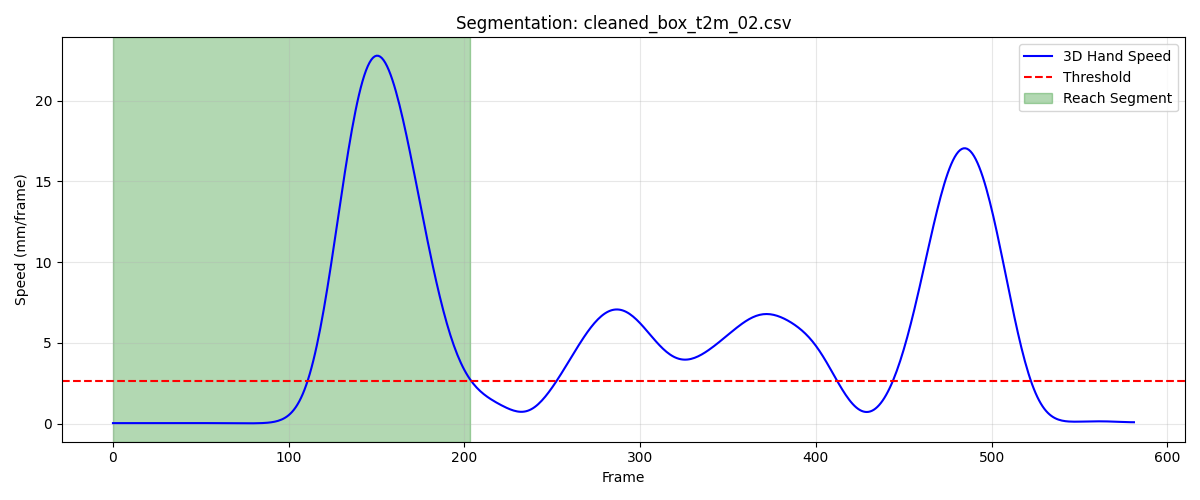 Segmentation: cleaned_box_t2m_02.csv
3D Hand Speed
Threshold
Reach Segment
Speed (mm/frame)
20
15
10
5
0
0 100 200 300 400 500 600
Frame